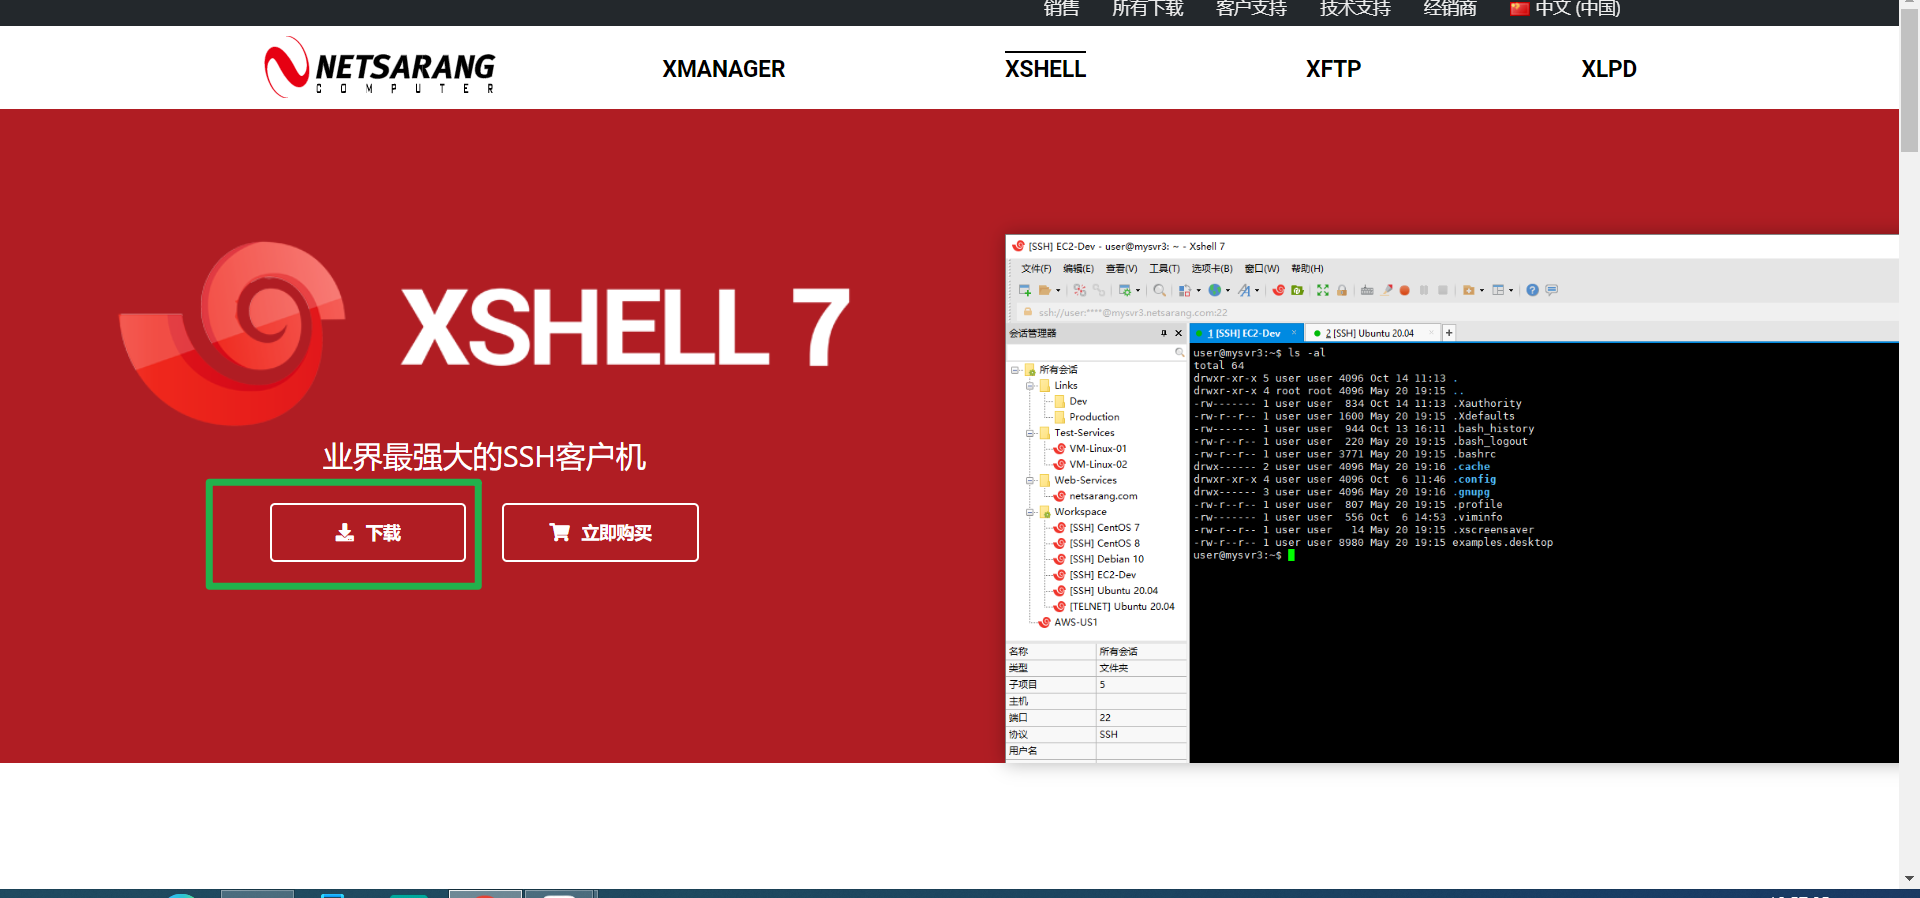 销售 所有下载 客户支持 技术支持 经销商 中文 (中国)
NETSARANG
COMPUTER
XMANAGER XSHELL XFTP XLPD
XSHELL 7
业界最强大的SSH客户机
下载 立即购买
[SSH] EC2-Dev - user@mysvr3: ~ - Xshell 7
文件(F) 编辑(E) 查看(V) 工具(T) 选项卡(B) 窗口(W) 帮助(H)
ssh://user:****@mysvr3.netsarang.com:22
会话管理器
1 [SSH] EC2-Dev 2 [SSH] Ubuntu 20.04
所有会话
Links
Dev
Production
Test-Services
VM-Linux-01
VM-Linux-02
Web-Services
netsarang.com
Workspace
[SSH] CentOS 7
[SSH] CentOS 8
[SSH] Debian 10
[SSH] EC2-Dev
[SSH] Ubuntu 20.04
[TELNET] Ubuntu 20.04
AWS-US1
名称 所有会话
类型 文件夹
子项目 5
主机
端口 22
协议 SSH
用户名
user@mysvr3:~$ ls -al
total 64
drwxr-xr-x 5 user user 4096 Oct 14 11:13 .
drwxr-xr-x 4 root root 4096 May 20 19:15 ..
-rw------- 1 user user  834 Oct 14 11:13 .Xauthority
-rw-r--r-- 1 user user 1600 May 20 19:15 .Xdefaults
-rw------- 1 user user  944 Oct 13 16:11 .bash_history
-rw-r--r-- 1 user user  220 May 20 19:15 .bash_logout
-rw-r--r-- 1 user user 3771 May 20 19:15 .bashrc
drwx------ 2 user user 4096 May 20 19:16 .cache
drwxr-xr-x 4 user user 4096 Oct  6 11:46 .config
drwx------ 3 user user 4096 May 20 19:16 .gnupg
-rw-r--r-- 1 user user  807 May 20 19:15 .profile
-rw------- 1 user user  556 Oct  6 14:53 .viminfo
-rw-r--r-- 1 user user   14 May 20 19:15 .xscreensaver
-rw-r--r-- 1 user user 8980 May 20 19:15 examples.desktop
user@mysvr3:~$